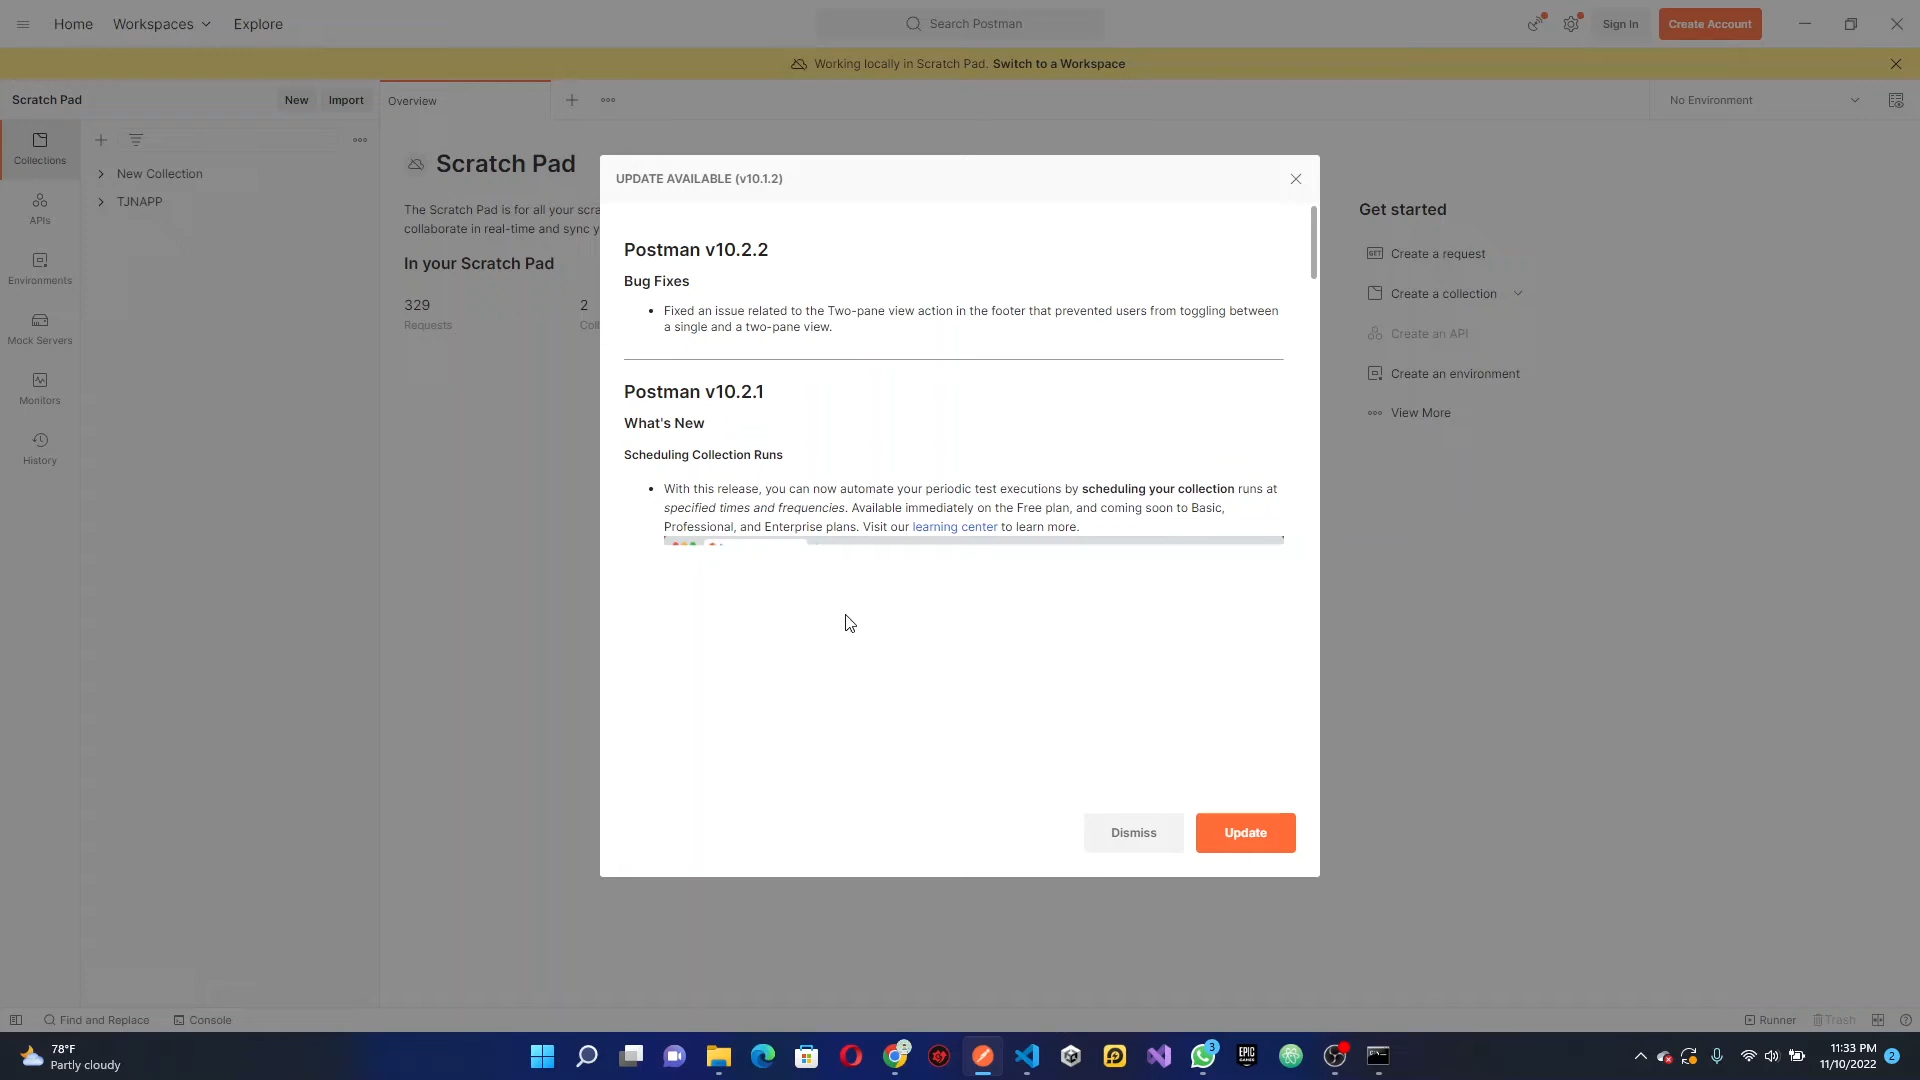 Home
Workspaces
Explore
Search Postman
Sign In
Create Account
Working locally in Scratch Pad. Switch to a Workspace
Scratch Pad
New
Import
Overview
No Environment
Collections
New Collection
TJNAPP
APIs
Environments
Mock Servers
Monitors
History
Scratch Pad
The Scratch Pad is for all your scra
collaborate in real-time and sync y
In your Scratch Pad
329
Requests
2
Coll
UPDATE AVAILABLE (v10.1.2)
Postman v10.2.2
Bug Fixes
• Fixed an issue related to the Two-pane view action in the footer that prevented users from toggling between
a single and a two-pane view.
Postman v10.2.1
What's New
Scheduling Collection Runs
• With this release, you can now automate your periodic test executions by scheduling your collection runs at
specified times and frequencies. Available immediately on the Free plan, and coming soon to Basic,
Professional, and Enterprise plans. Visit our learning center to learn more.
Dismiss
Update
Get started
GET
Create a request
Create a collection
Create an API
Create an environment
View More
Find and Replace
Console
Runner
Trash
78°F
Partly cloudy
3
EPIC
GAMES
11:33 PM
11/10/2022
2